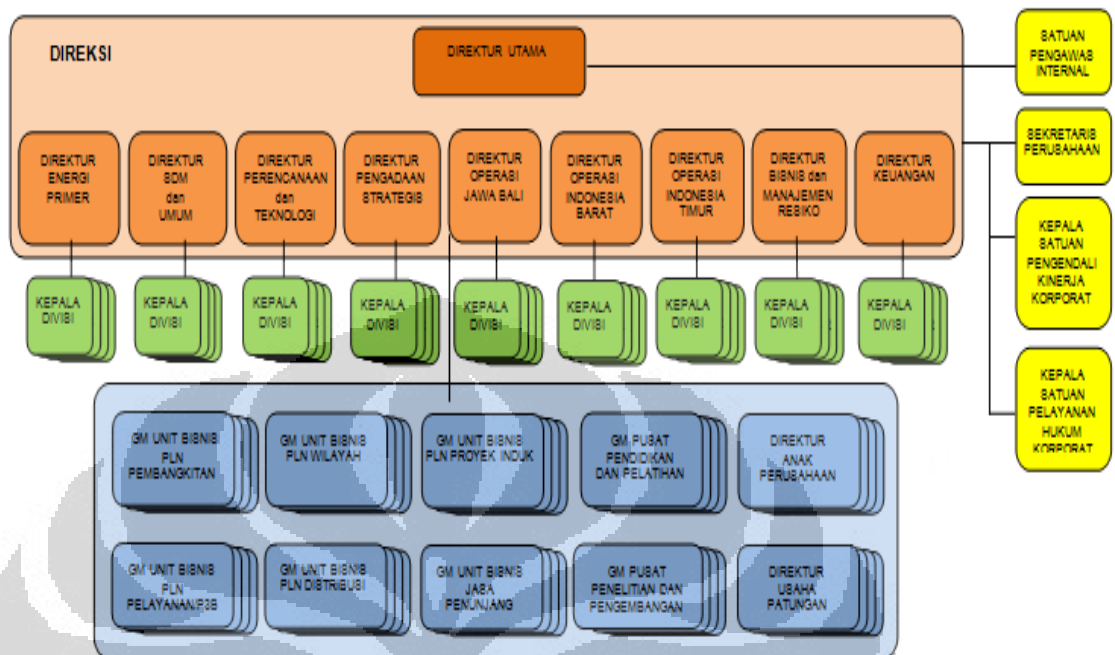 DIREKSI
DIREKTUR UTAMA
SATUAN
PENGAWAS
INTERNAL
SEKRETARIS
PERUSAHAAN
DIREKTUR
ENERGI
PRIMER
DIREKTUR
SDM
dan
UMUM
DIREKTUR
PERENCANAAN
dan
TEKNOLOGI
DIREKTUR
PENGADAAN
STRATEGIS
DIREKTUR
OPERASI
JAWA BALI
DIREKTUR
OPERASI
INDONESIA
BARAT
DIREKTUR
OPERASI
INDONESIA
TIMUR
DIREKTUR
BISNIS dan
MANAJEMEN
RESIKO
DIREKTUR
KEUANGAN
KEPALA
SATUAN
PENGENDALI
KINERJA
KORPORAT
KEPALA
DIVISI
KEPALA
DIVISI
KEPALA
DIVISI
KEPALA
DIVISI
KEPALA
DIVISI
KEPALA
DIVISI
KEPALA
DIVISI
KEPALA
DIVISI
KEPALA
DIVISI
KEPALA
SATUAN
PELAYANAN
HUKUM
KORPORAT
GM UNIT BISNIS
PLN
PEMBANGKITAN
GM UNIT BISNIS
PLN WILAYAH
GM UNIT BISNIS
PLN PROYEK INDUK
GM PUSAT
PENDIDIKAN
DAN PELATIHAN
DIREKTUR
ANAK
PERUSAHAAN
GM UNIT BISNIS
PLN
PELAYANAN/P3B
GM UNIT BISNIS
PLN DISTRIBUSI
GM UNIT BISNIS
JASA
PENUNJANG
GM PUSAT
PENELITIAN DAN
PENGEMBANGAN
DIREKTUR
USAHA
PATUNGAN